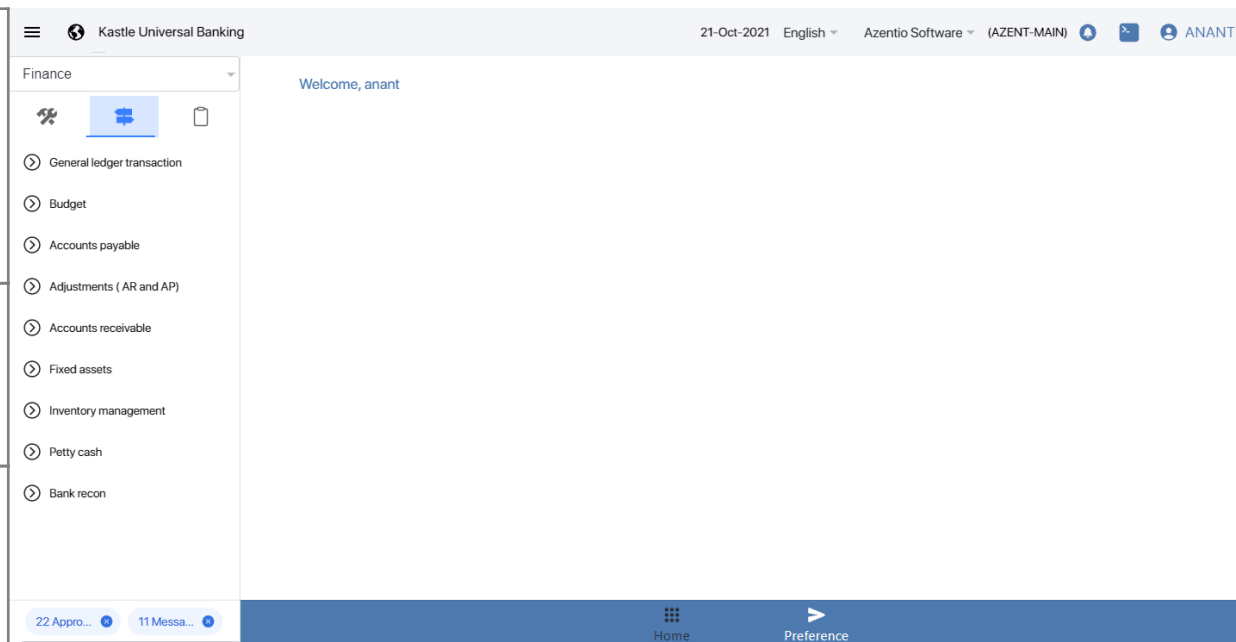 Kastle Universal Banking 21-Oct-2021 English Azentio Software (AZENT-MAIN) ANANT
Finance
Welcome, anant
General ledger transaction
Budget
Accounts payable
Adjustments ( AR and AP)
Accounts receivable
Fixed assets
Inventory management
Petty cash
Bank recon
22 Appro... 11 Messa...
Home Preference